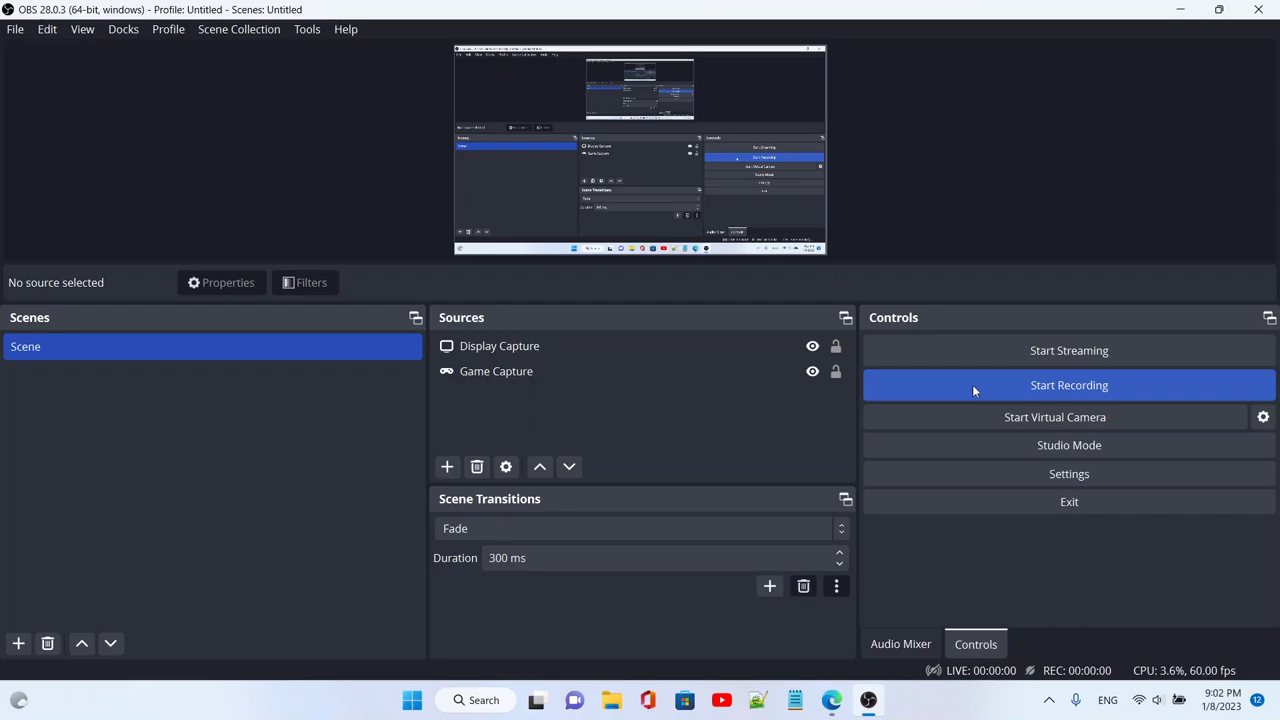 OBS 28.0.3 (64-bit, windows) - Profile: Untitled - Scenes: Untitled
File Edit View Docks Profile Scene Collection Tools Help
No source selected Properties Filters
Scenes
Scene
Sources
Display Capture
Game Capture
Scene Transitions
Fade
Duration 300 ms
Controls
Start Streaming
Start Recording
Start Virtual Camera
Studio Mode
Settings
Exit
Audio Mixer Controls
LIVE: 00:00:00 REC: 00:00:00 CPU: 3.6%, 60.00 fps
Search
ENG
9:02 PM
1/8/2023
12